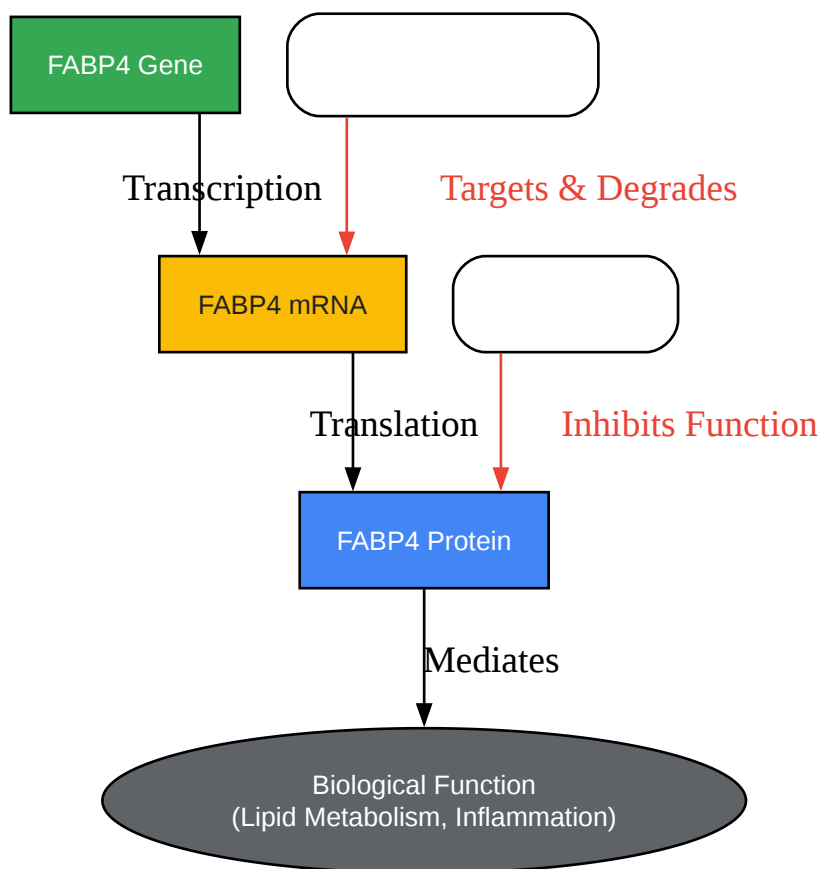 FABP4 Gene
Transcription
Targets & Degrades
FABP4 mRNA
Translation
Inhibits Function
FABP4 Protein
Mediates
Biological Function
(Lipid Metabolism, Inflammation)